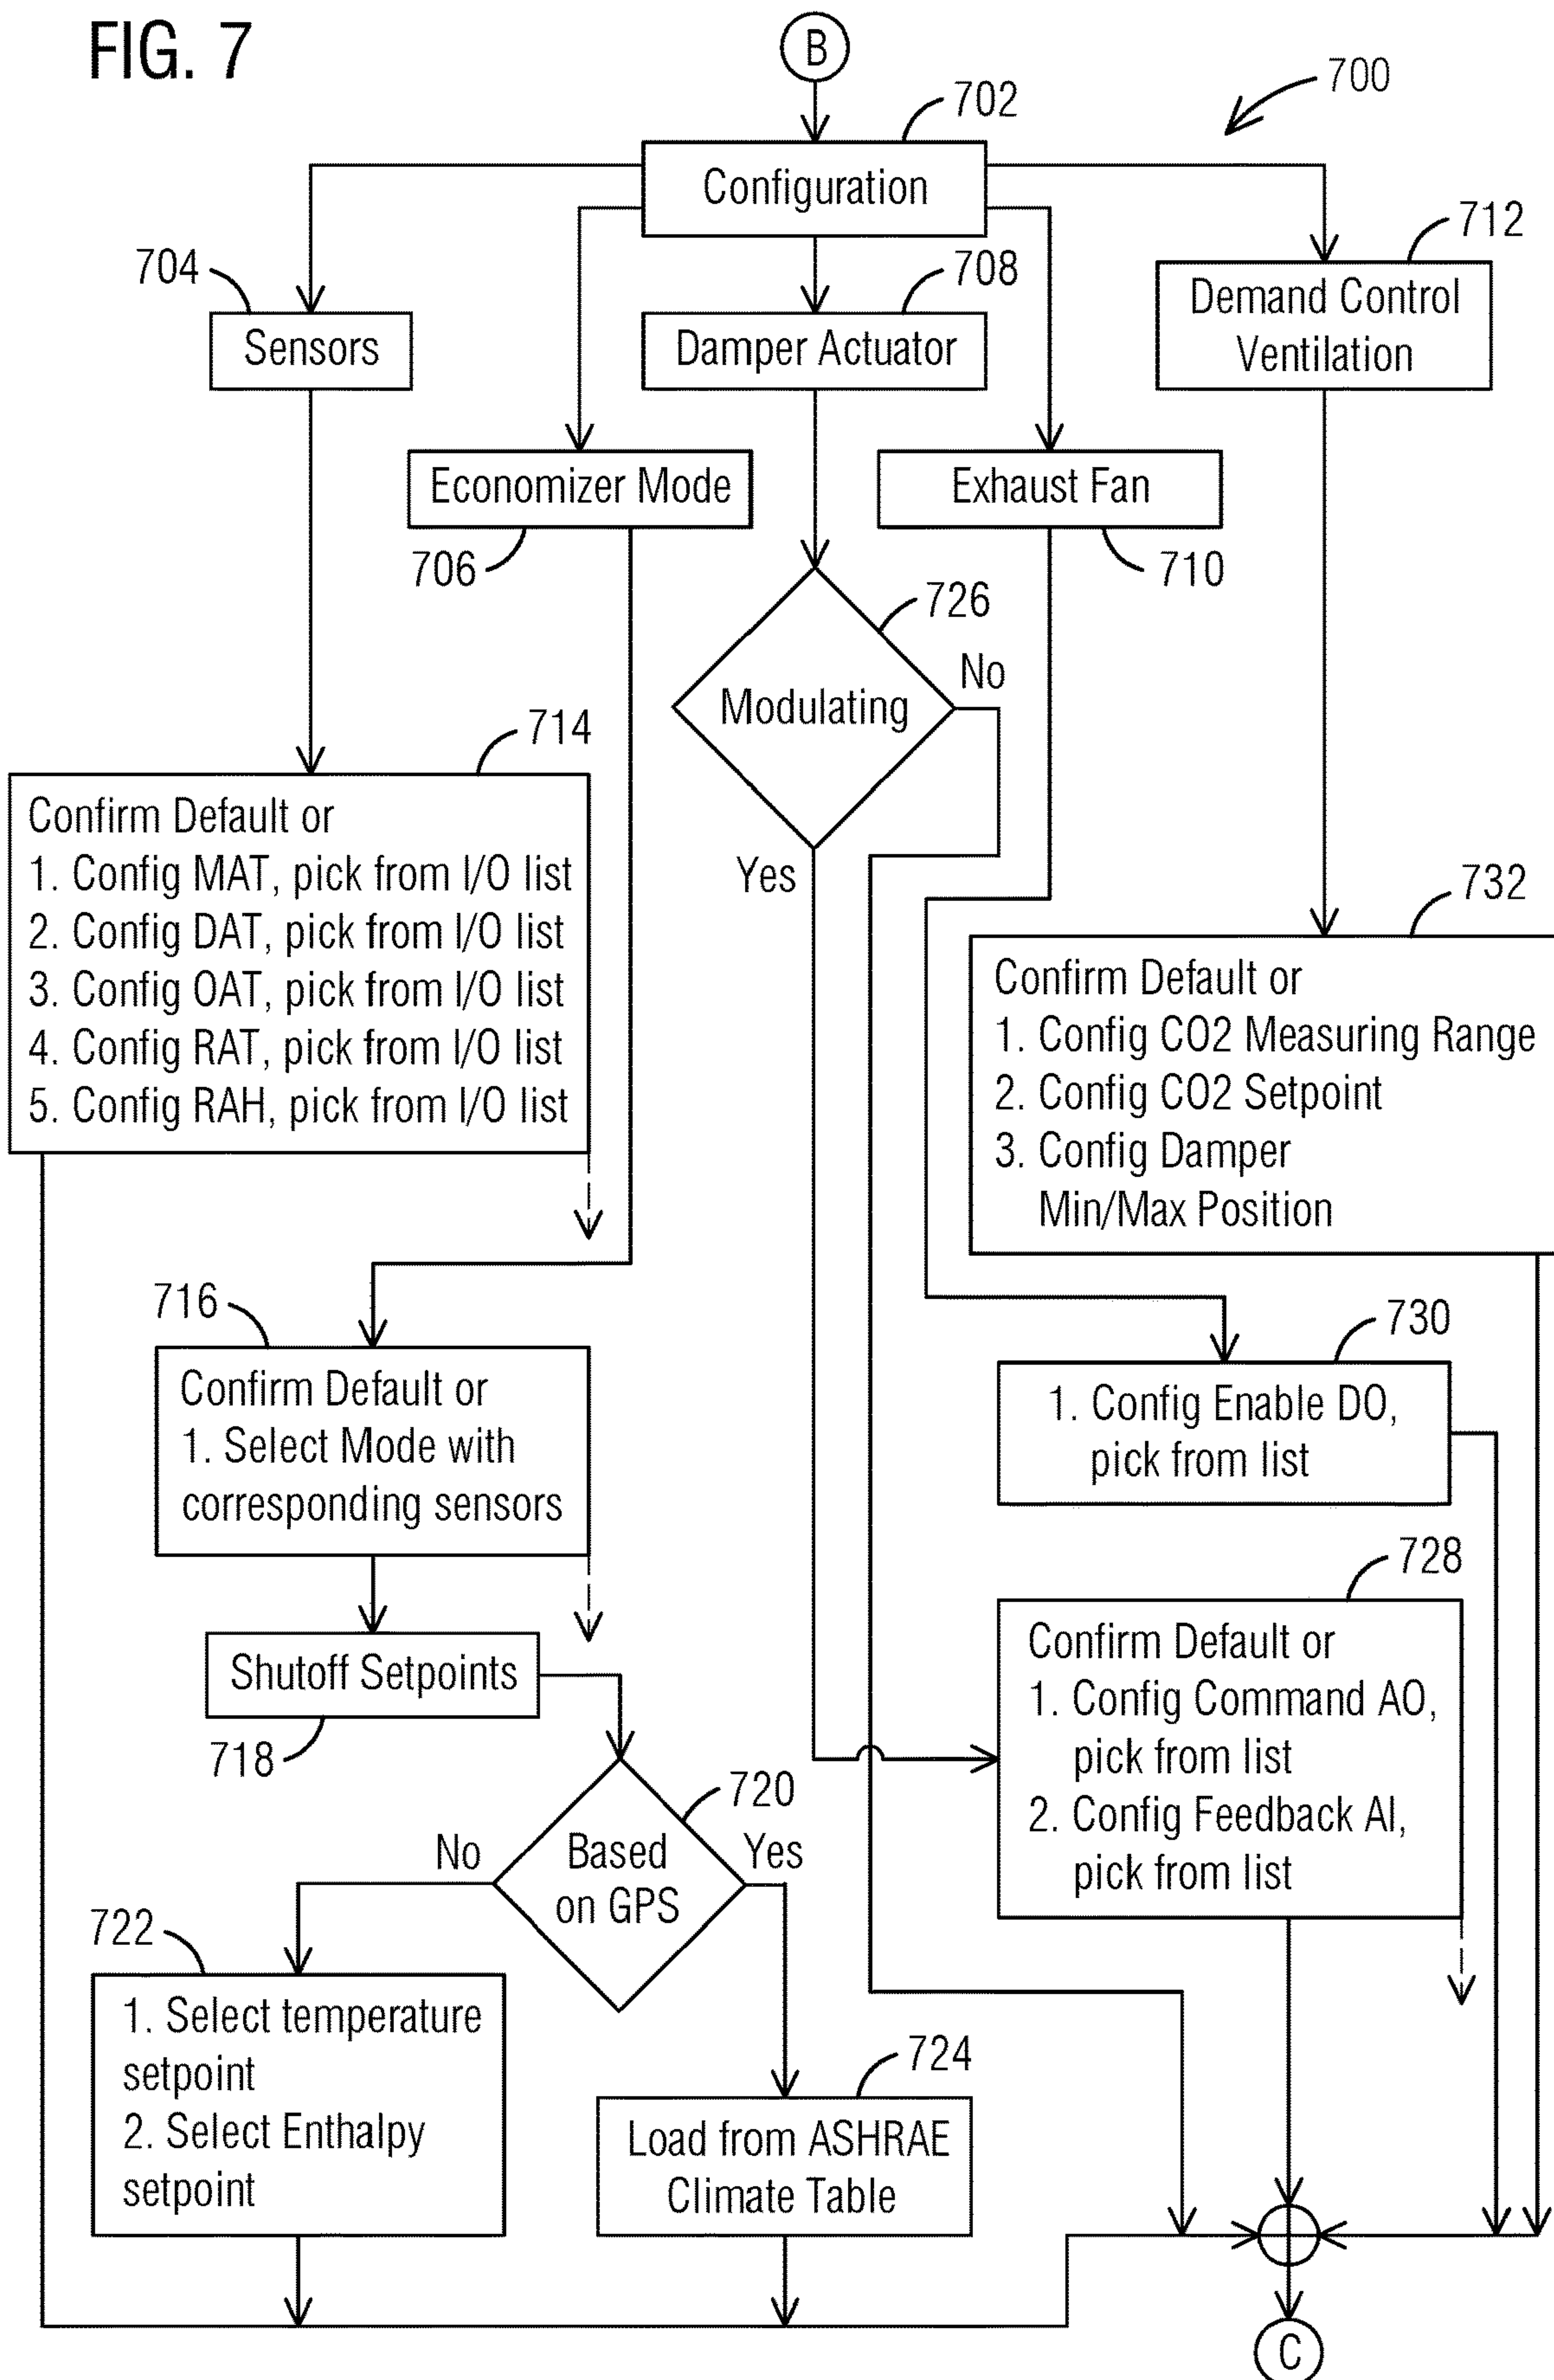 FIG. 7
B
700
702
Configuration
704
Sensors
708
Damper Actuator
712
Demand Control
Ventilation
Economizer Mode
706
Exhaust Fan
710
726
Modulating
No
Yes
714
Confirm Default or
1. Config MAT, pick from I/O list
2. Config DAT, pick from I/O list
3. Config OAT, pick from I/O list
4. Config RAT, pick from I/O list
5. Config RAH, pick from I/O list
732
Confirm Default or
1. Config CO2 Measuring Range
2. Config CO2 Setpoint
3. Config Damper
Min/Max Position
716
Confirm Default or
1. Select Mode with
corresponding sensors
730
1. Config Enable DO,
pick from list
Shutoff Setpoints
718
728
Confirm Default or
1. Config Command AO,
pick from list
2. Config Feedback AI,
pick from list
720
Based
on GPS
No
Yes
722
1. Select temperature
setpoint
2. Select Enthalpy
setpoint
724
Load from ASHRAE
Climate Table
C